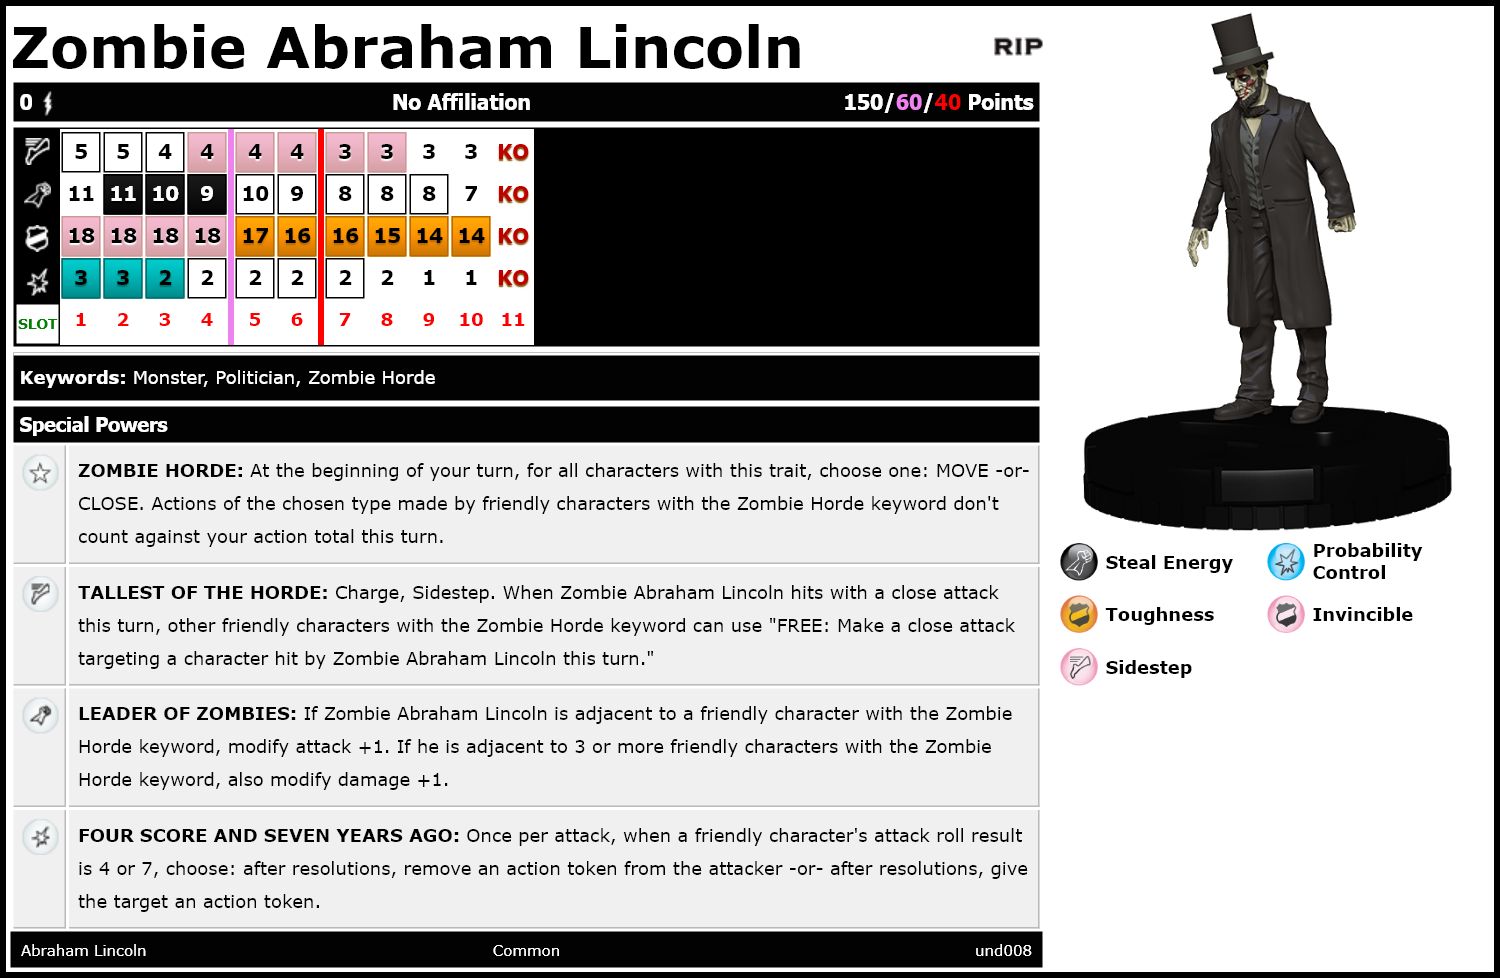 Zombie Abraham Lincoln
RIP
0 No Affiliation 150/60/40 Points
5 5 4 4 4 4 3 3 3 3 KO
11 11 10 9 10 9 8 8 8 7 KO
18 18 18 18 17 16 16 15 14 14 KO
3 3 2 2 2 2 2 2 1 1 KO
SLOT 1 2 3 4 5 6 7 8 9 10 11
Keywords: Monster, Politician, Zombie Horde
Special Powers
ZOMBIE HORDE: At the beginning of your turn, for all characters with this trait, choose one: MOVE -or-
CLOSE. Actions of the chosen type made by friendly characters with the Zombie Horde keyword don't
count against your action total this turn.
TALLEST OF THE HORDE: Charge, Sidestep. When Zombie Abraham Lincoln hits with a close attack
this turn, other friendly characters with the Zombie Horde keyword can use "FREE: Make a close attack
targeting a character hit by Zombie Abraham Lincoln this turn."
LEADER OF ZOMBIES: If Zombie Abraham Lincoln is adjacent to a friendly character with the Zombie
Horde keyword, modify attack +1. If he is adjacent to 3 or more friendly characters with the Zombie
Horde keyword, also modify damage +1.
FOUR SCORE AND SEVEN YEARS AGO: Once per attack, when a friendly character's attack roll result
is 4 or 7, choose: after resolutions, remove an action token from the attacker -or- after resolutions, give
the target an action token.
Abraham Lincoln Common und008
Steal Energy
Probability
Control
Toughness
Invincible
Sidestep